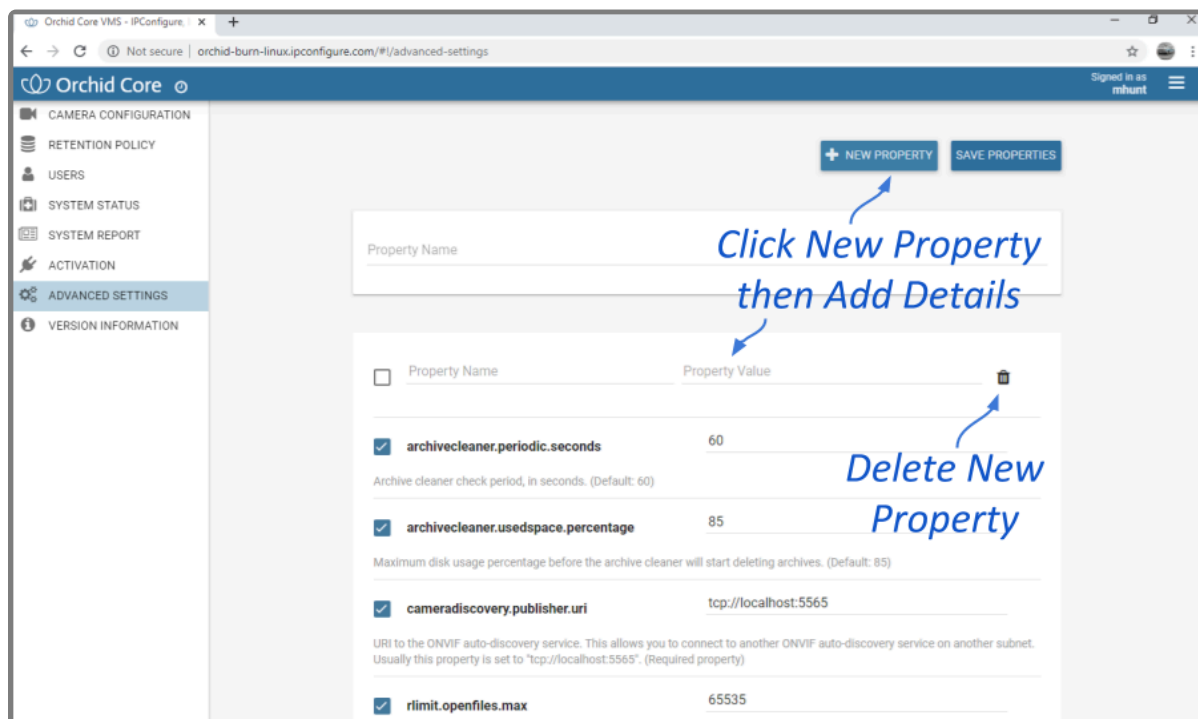 Orchid Core VMS - IPConfigure,
Not secure | orchid-burn-linux.ipconfigure.com/#!/advanced-settings
Orchid Core
Signed in as
mhunt
CAMERA CONFIGURATION
RETENTION POLICY
USERS
SYSTEM STATUS
SYSTEM REPORT
ACTIVATION
ADVANCED SETTINGS
VERSION INFORMATION
+ NEW PROPERTY
SAVE PROPERTIES
Property Name
Click New Property
then Add Details
Property Name
Property Value
archivecleaner.periodic.seconds
60
Archive cleaner check period, in seconds. (Default: 60)
Delete New
Property
archivecleaner.usedspace.percentage
85
Maximum disk usage percentage before the archive cleaner will start deleting archives. (Default: 85)
cameradiscovery.publisher.uri
tcp://localhost:5565
URI to the ONVIF auto-discovery service. This allows you to connect to another ONVIF auto-discovery service on another subnet.
Usually this property is set to "tcp://localhost:5565". (Required property)
rlimit.openfiles.max
65535